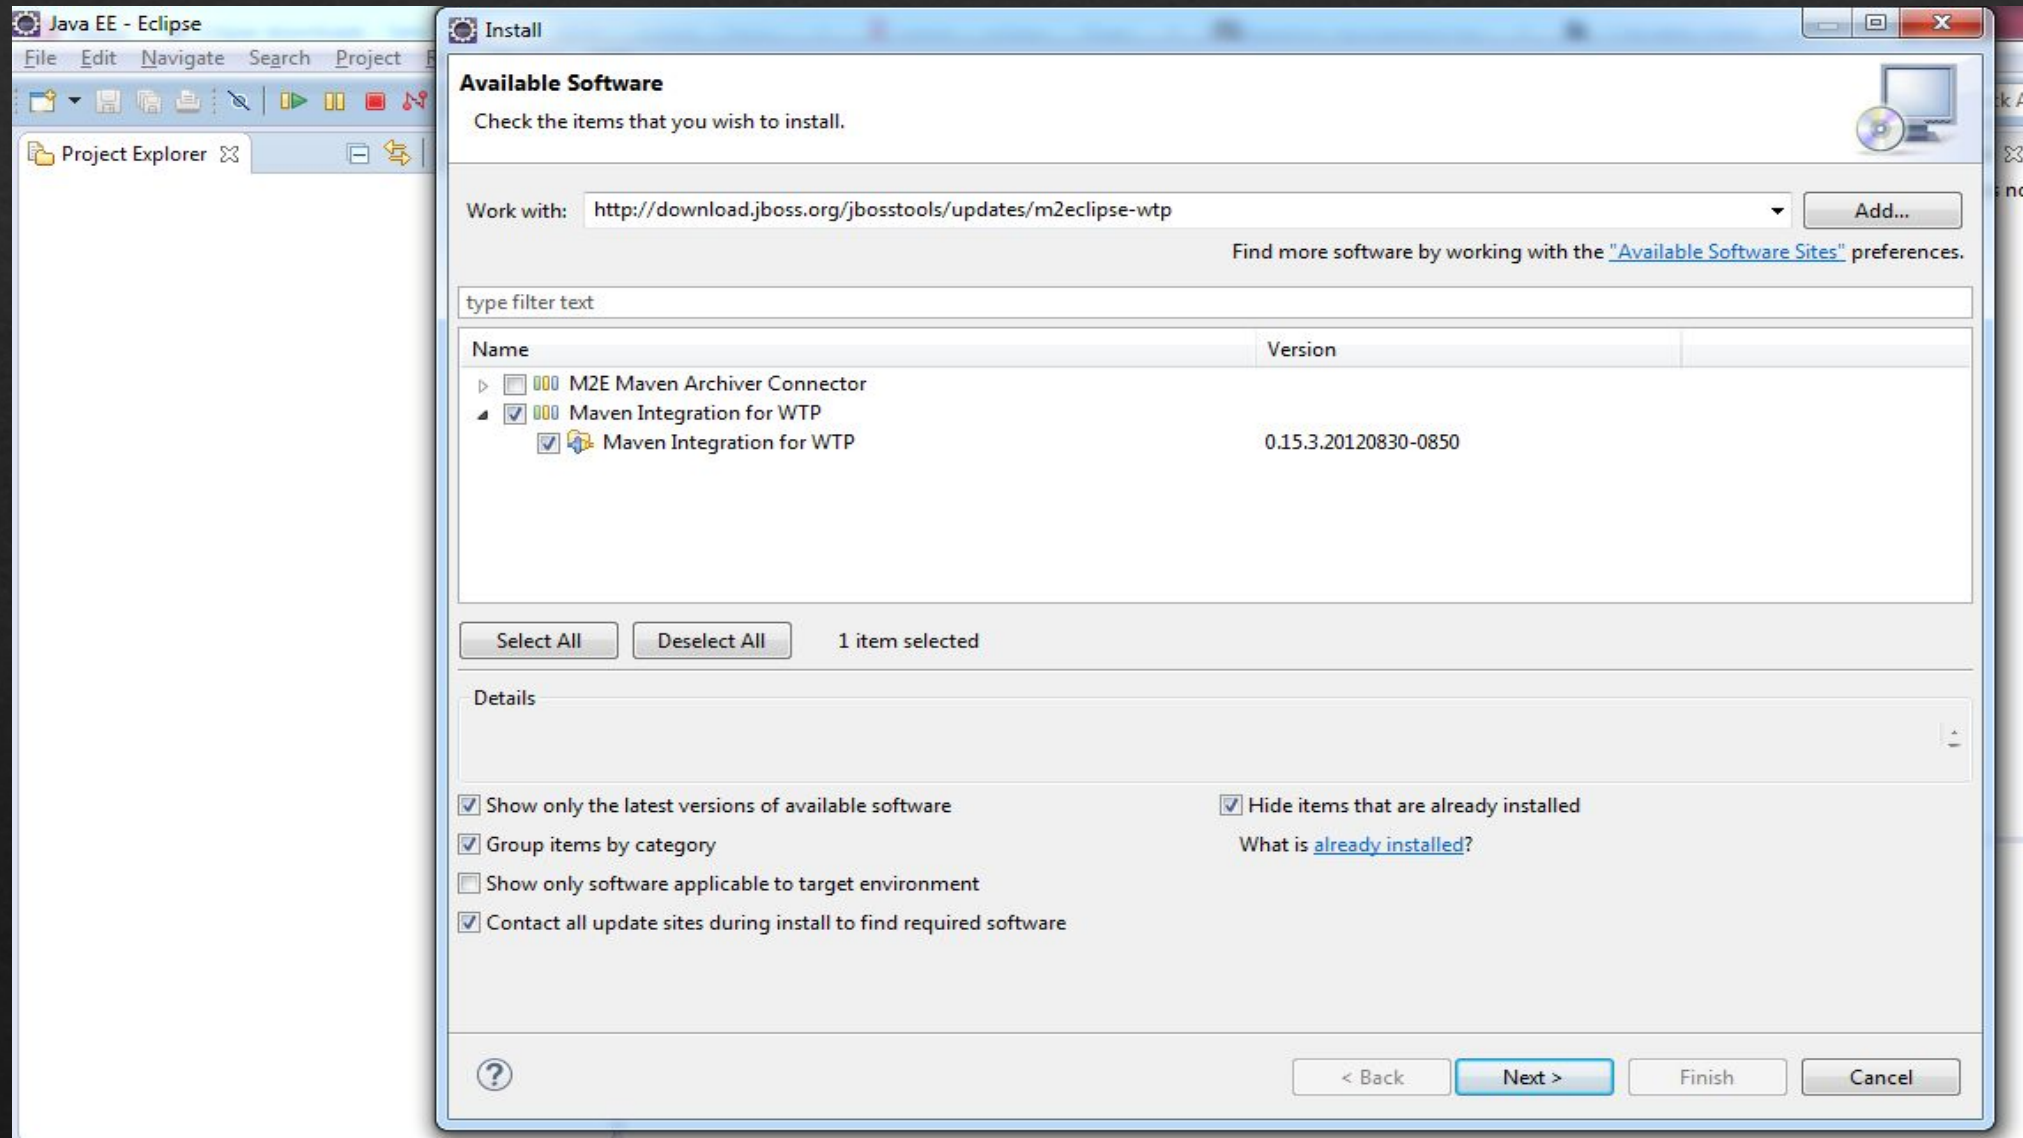 Java EE - Eclipse
File Edit Navigate Search Project
Project Explorer
Install
Available Software
Check the items that you wish to install.
Work with: http://download.jboss.org/jbosstools/updates/m2eclipse-wtp Add...
Find more software by working with the "Available Software Sites" preferences.
type filter text
Name Version
M2E Maven Archiver Connector
Maven Integration for WTP
Maven Integration for WTP 0.15.3.20120830-0850
Select All Deselect All 1 item selected
Details
Show only the latest versions of available software Hide items that are already installed
Group items by category What is already installed?
Show only software applicable to target environment
Contact all update sites during install to find required software
< Back Next > Finish Cancel